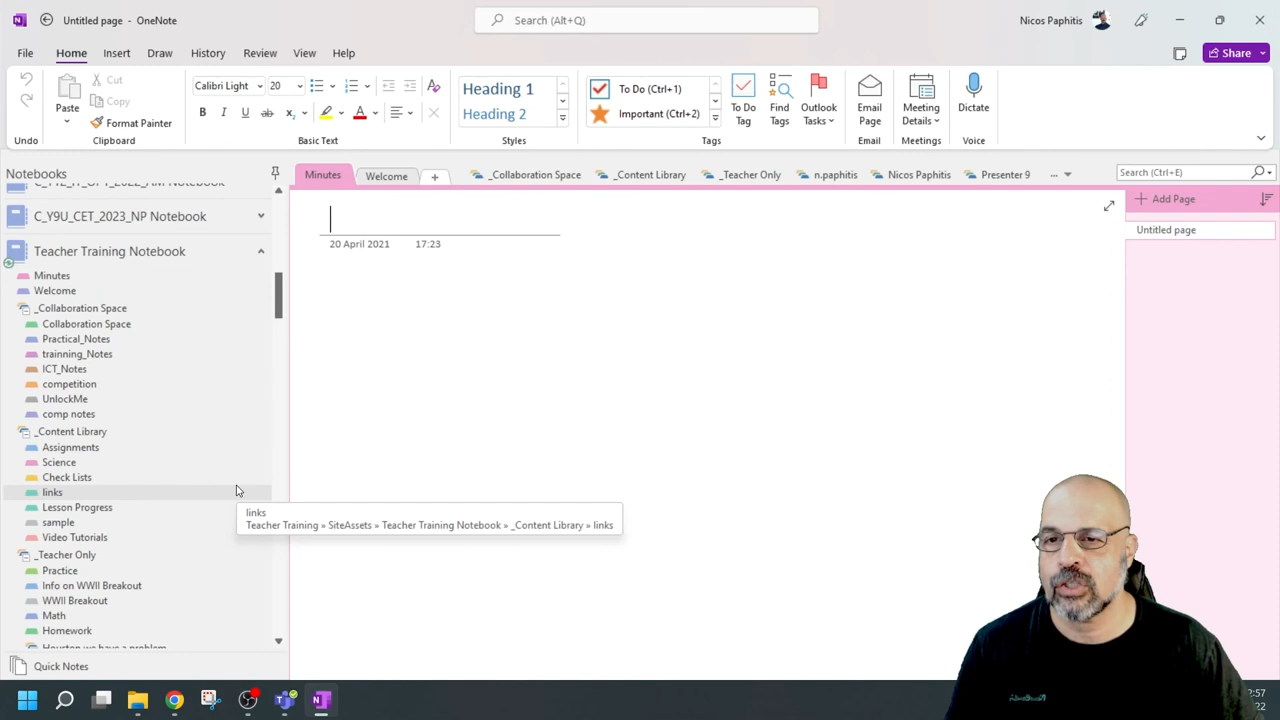 Untitled page - OneNote
Search (Alt+Q)
Nicos Paphitis
File Home Insert Draw History Review View Help
Share
Paste
Cut
Copy
Format Painter
Calibri Light 20
Heading 1
Heading 2
To Do (Ctrl+1)
Important (Ctrl+2)
To Do Tag
Find Tags
Outlook Tasks
Email Page
Meeting Details
Dictate
Undo Clipboard Basic Text Styles Tags Email Meetings Voice
Notebooks
Minutes Welcome _Collaboration Space _Content Library _Teacher Only n.paphitis Nicos Paphitis Presenter 9 ...
Search (Ctrl+E)
C_Y9U_CET_2023_NP Notebook
Teacher Training Notebook
Minutes
Welcome
_Collaboration Space
Collaboration Space
Practical_Notes
trainning_Notes
ICT_Notes
competition
UnlockMe
comp notes
_Content Library
Assignments
Science
Check Lists
links
Lesson Progress
sample
Video Tutorials
_Teacher Only
Practice
Info on WWII Breakout
WWII Breakout
Math
Homework
Quick Notes
20 April 2021 17:23
links
Teacher Training » SiteAssets » Teacher Training Notebook » _Content Library » links
Add Page
Untitled page